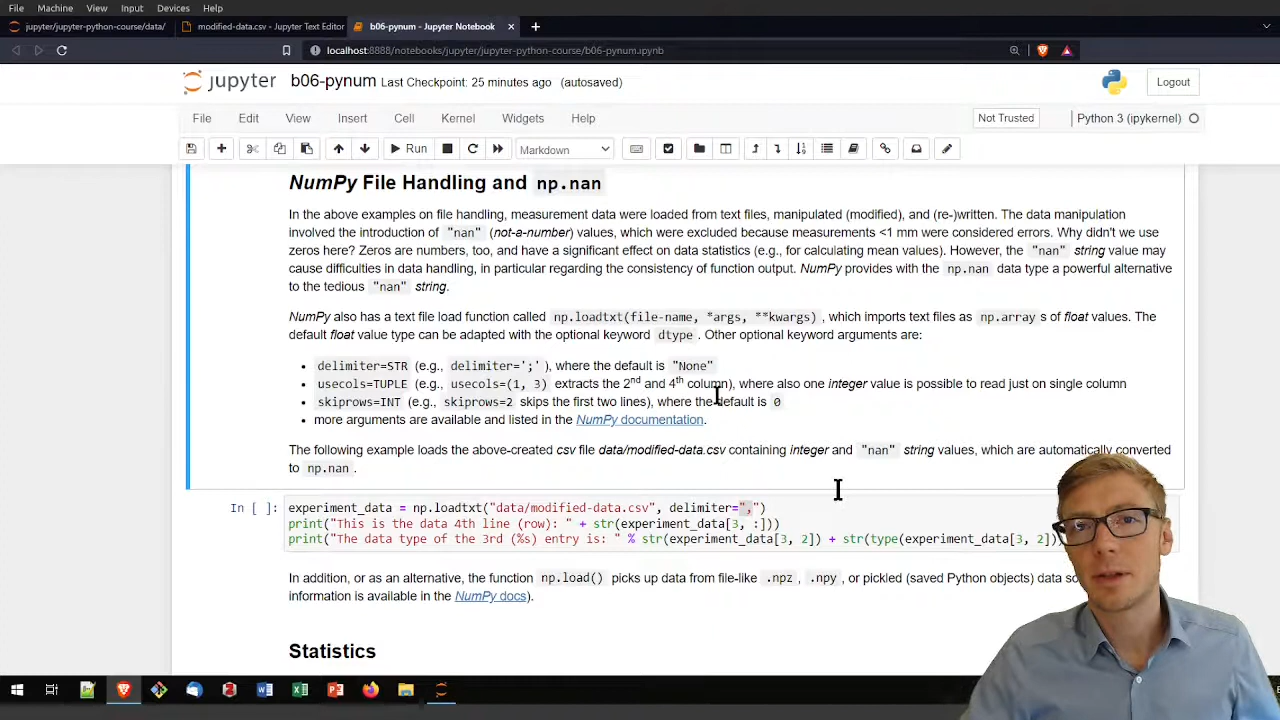 File Machine View Input Devices Help
jupyter/jupyter-python-course/data/ modified-data.csv - Jupyter Text Editor b06-pynum - Jupyter Notebook
localhost:8888/notebooks/jupyter/jupyter-python-course/b06-pynum.ipynb
jupyter b06-pynum Last Checkpoint: 25 minutes ago (autosaved) Logout
File Edit View Insert Cell Kernel Widgets Help Not Trusted Python 3 (ipykernel)
Run Markdown
NumPy File Handling and np.nan
In the above examples on file handling, measurement data were loaded from text files, manipulated (modified), and (re-)written. The data manipulation
involved the introduction of "nan" (not-a-number) values, which were excluded because measurements <1 mm were considered errors. Why didn't we use
zeros here? Zeros are numbers, too, and have a significant effect on data statistics (e.g., for calculating mean values). However, the "nan" string value may
cause difficulties in data handling, in particular regarding the consistency of function output. NumPy provides with the np.nan data type a powerful alternative
to the tedious "nan" string.
NumPy also has a text file load function called np.loadtxt(file-name, *args, **kwargs) , which imports text files as np.array s of float values. The
default float value type can be adapted with the optional keyword dtype . Other optional keyword arguments are:
• delimiter=STR (e.g., delimiter=';' ), where the default is "None"
• usecols=TUPLE (e.g., usecols=(1, 3) extracts the 2nd and 4th column), where also one integer value is possible to read just on single column
• skiprows=INT (e.g., skiprows=2 skips the first two lines), where the default is 0
• more arguments are available and listed in the NumPy documentation.
The following example loads the above-created csv file data/modified-data.csv containing integer and "nan" string values, which are automatically converted
to np.nan .
In [ ]: experiment_data = np.loadtxt("data/modified-data.csv", delimiter=",")
print("This is the data 4th line (row): " + str(experiment_data[3, :]))
print("The data type of the 3rd (%s) entry is: " % str(experiment_data[3, 2]) + str(type(experiment_data[3, 2]))
In addition, or as an alternative, the function np.load() picks up data from file-like .npz , .npy , or pickled (saved Python objects) data
information is available in the NumPy docs).
Statistics